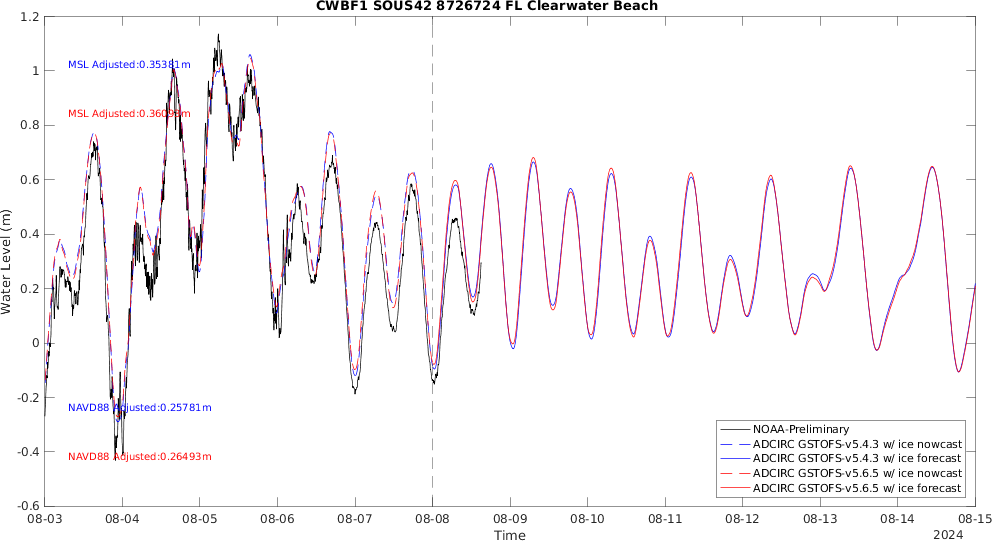 CWBF1 SOUS42 8726724 FL Clearwater Beach
1.2
1
0.8
0.6
0.4
0.2
0
-0.2
-0.4
-0.6
Water Level (m)
MSL Adjusted:0.35381m
MSL Adjusted:0.36093m
NAVD88 Adjusted:0.25781m
NAVD88 Adjusted:0.26493m
NOAA-Preliminary
ADCIRC GSTOFS-v5.4.3 w/ ice nowcast
ADCIRC GSTOFS-v5.4.3 w/ ice forecast
ADCIRC GSTOFS-v5.6.5 w/ ice nowcast
ADCIRC GSTOFS-v5.6.5 w/ ice forecast
08-03 08-04 08-05 08-06 08-07 08-08 08-09 08-10 08-11 08-12 08-13 08-14 08-15
Time
2024